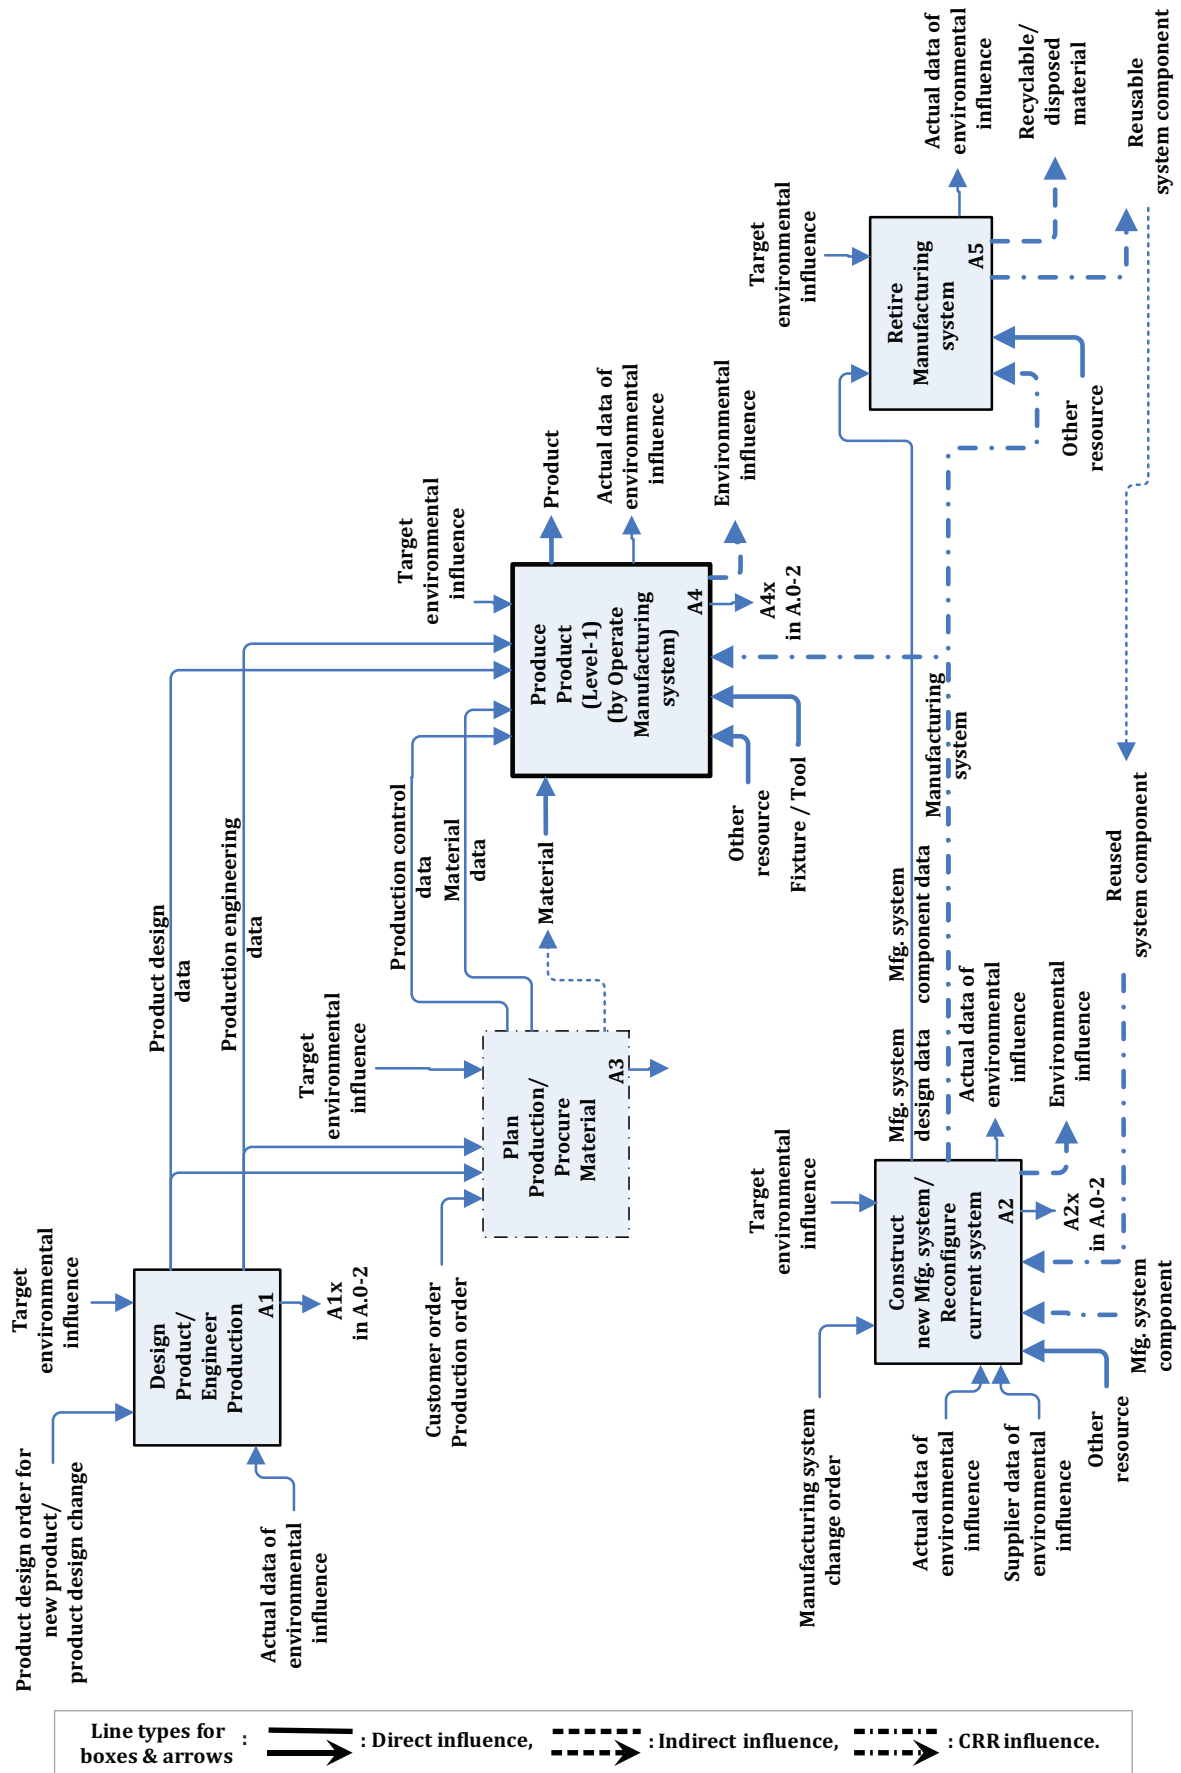 Product design order for
new product/
product design change
Target
environmental
influence
Actual data of
environmental
influence
Design
Product/
Engineer
Production
A1
A1x
in A.0-2
Product design
data
Production engineering
data
Customer order
Production order
Target
environmental
influence
Plan
Production/
Procure
Material
A3
Production control
data
Material
data
Material
Target
environmental
influence
Produce
Product
(Level-1)
(by Operate
Manufacturing
system)
A4
A4x
in A.0-2
Product
Actual data of
environmental
influence
Environmental
influence
Other
resource
Fixture / Tool
Manufacturing system
change order
Target
environmental
influence
Actual data of
environmental
influence
Supplier data of
environmental
influence
Other
resource
Mfg. system
component
Construct
new Mfg. system/
Reconfigure
current system
A2
A2x
in A.0-2
Mfg. system
design data
Mfg. system
component data
Manufacturing
system
Actual data of
environmental
influence
Environmental
influence
Reused
system component
Target
environmental
influence
Retire
Manufacturing
system
A5
Other
resource
Actual data of
environmental
influence
Recyclable/
disposed
material
Reusable
system component
Line types for
boxes & arrows
:
: Direct influence,
: Indirect influence,
: CRR influence.